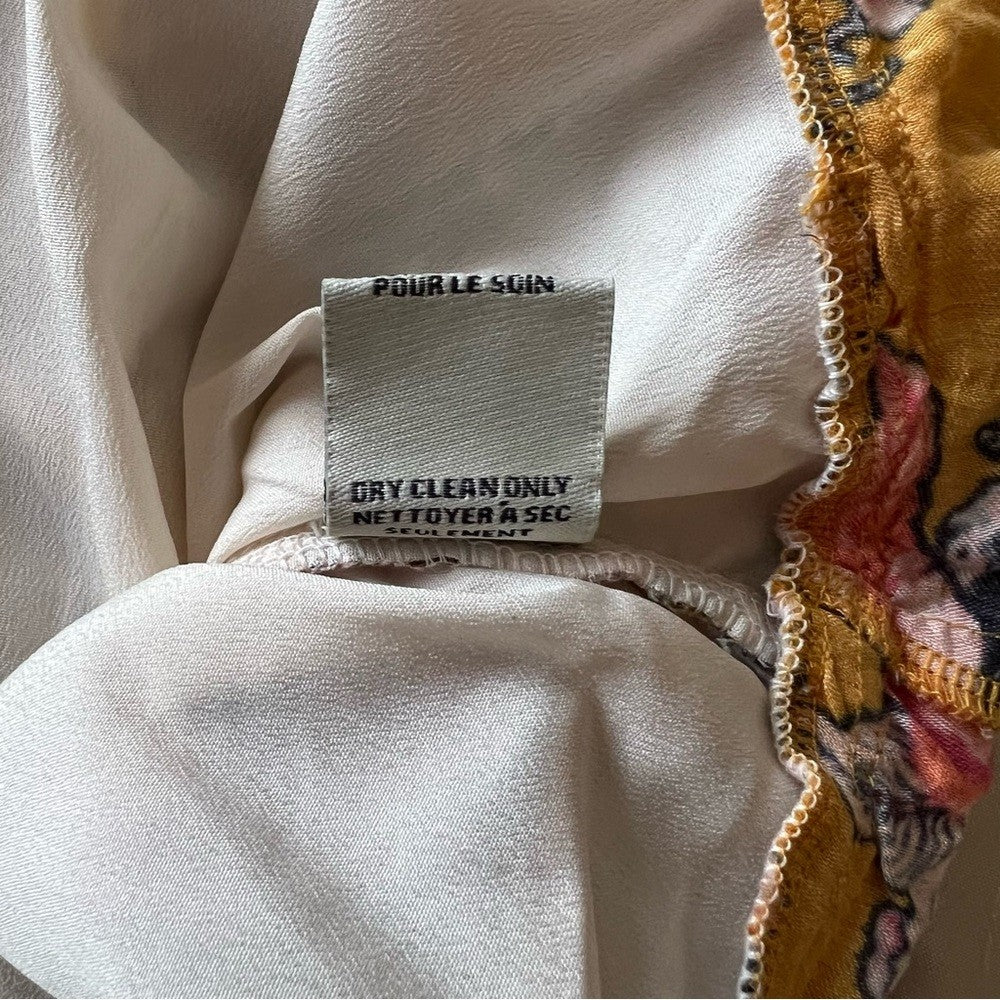 POUR LE SOIN
DRY CLEAN ONLY
NETTOYER À SEC
SEULEMENT